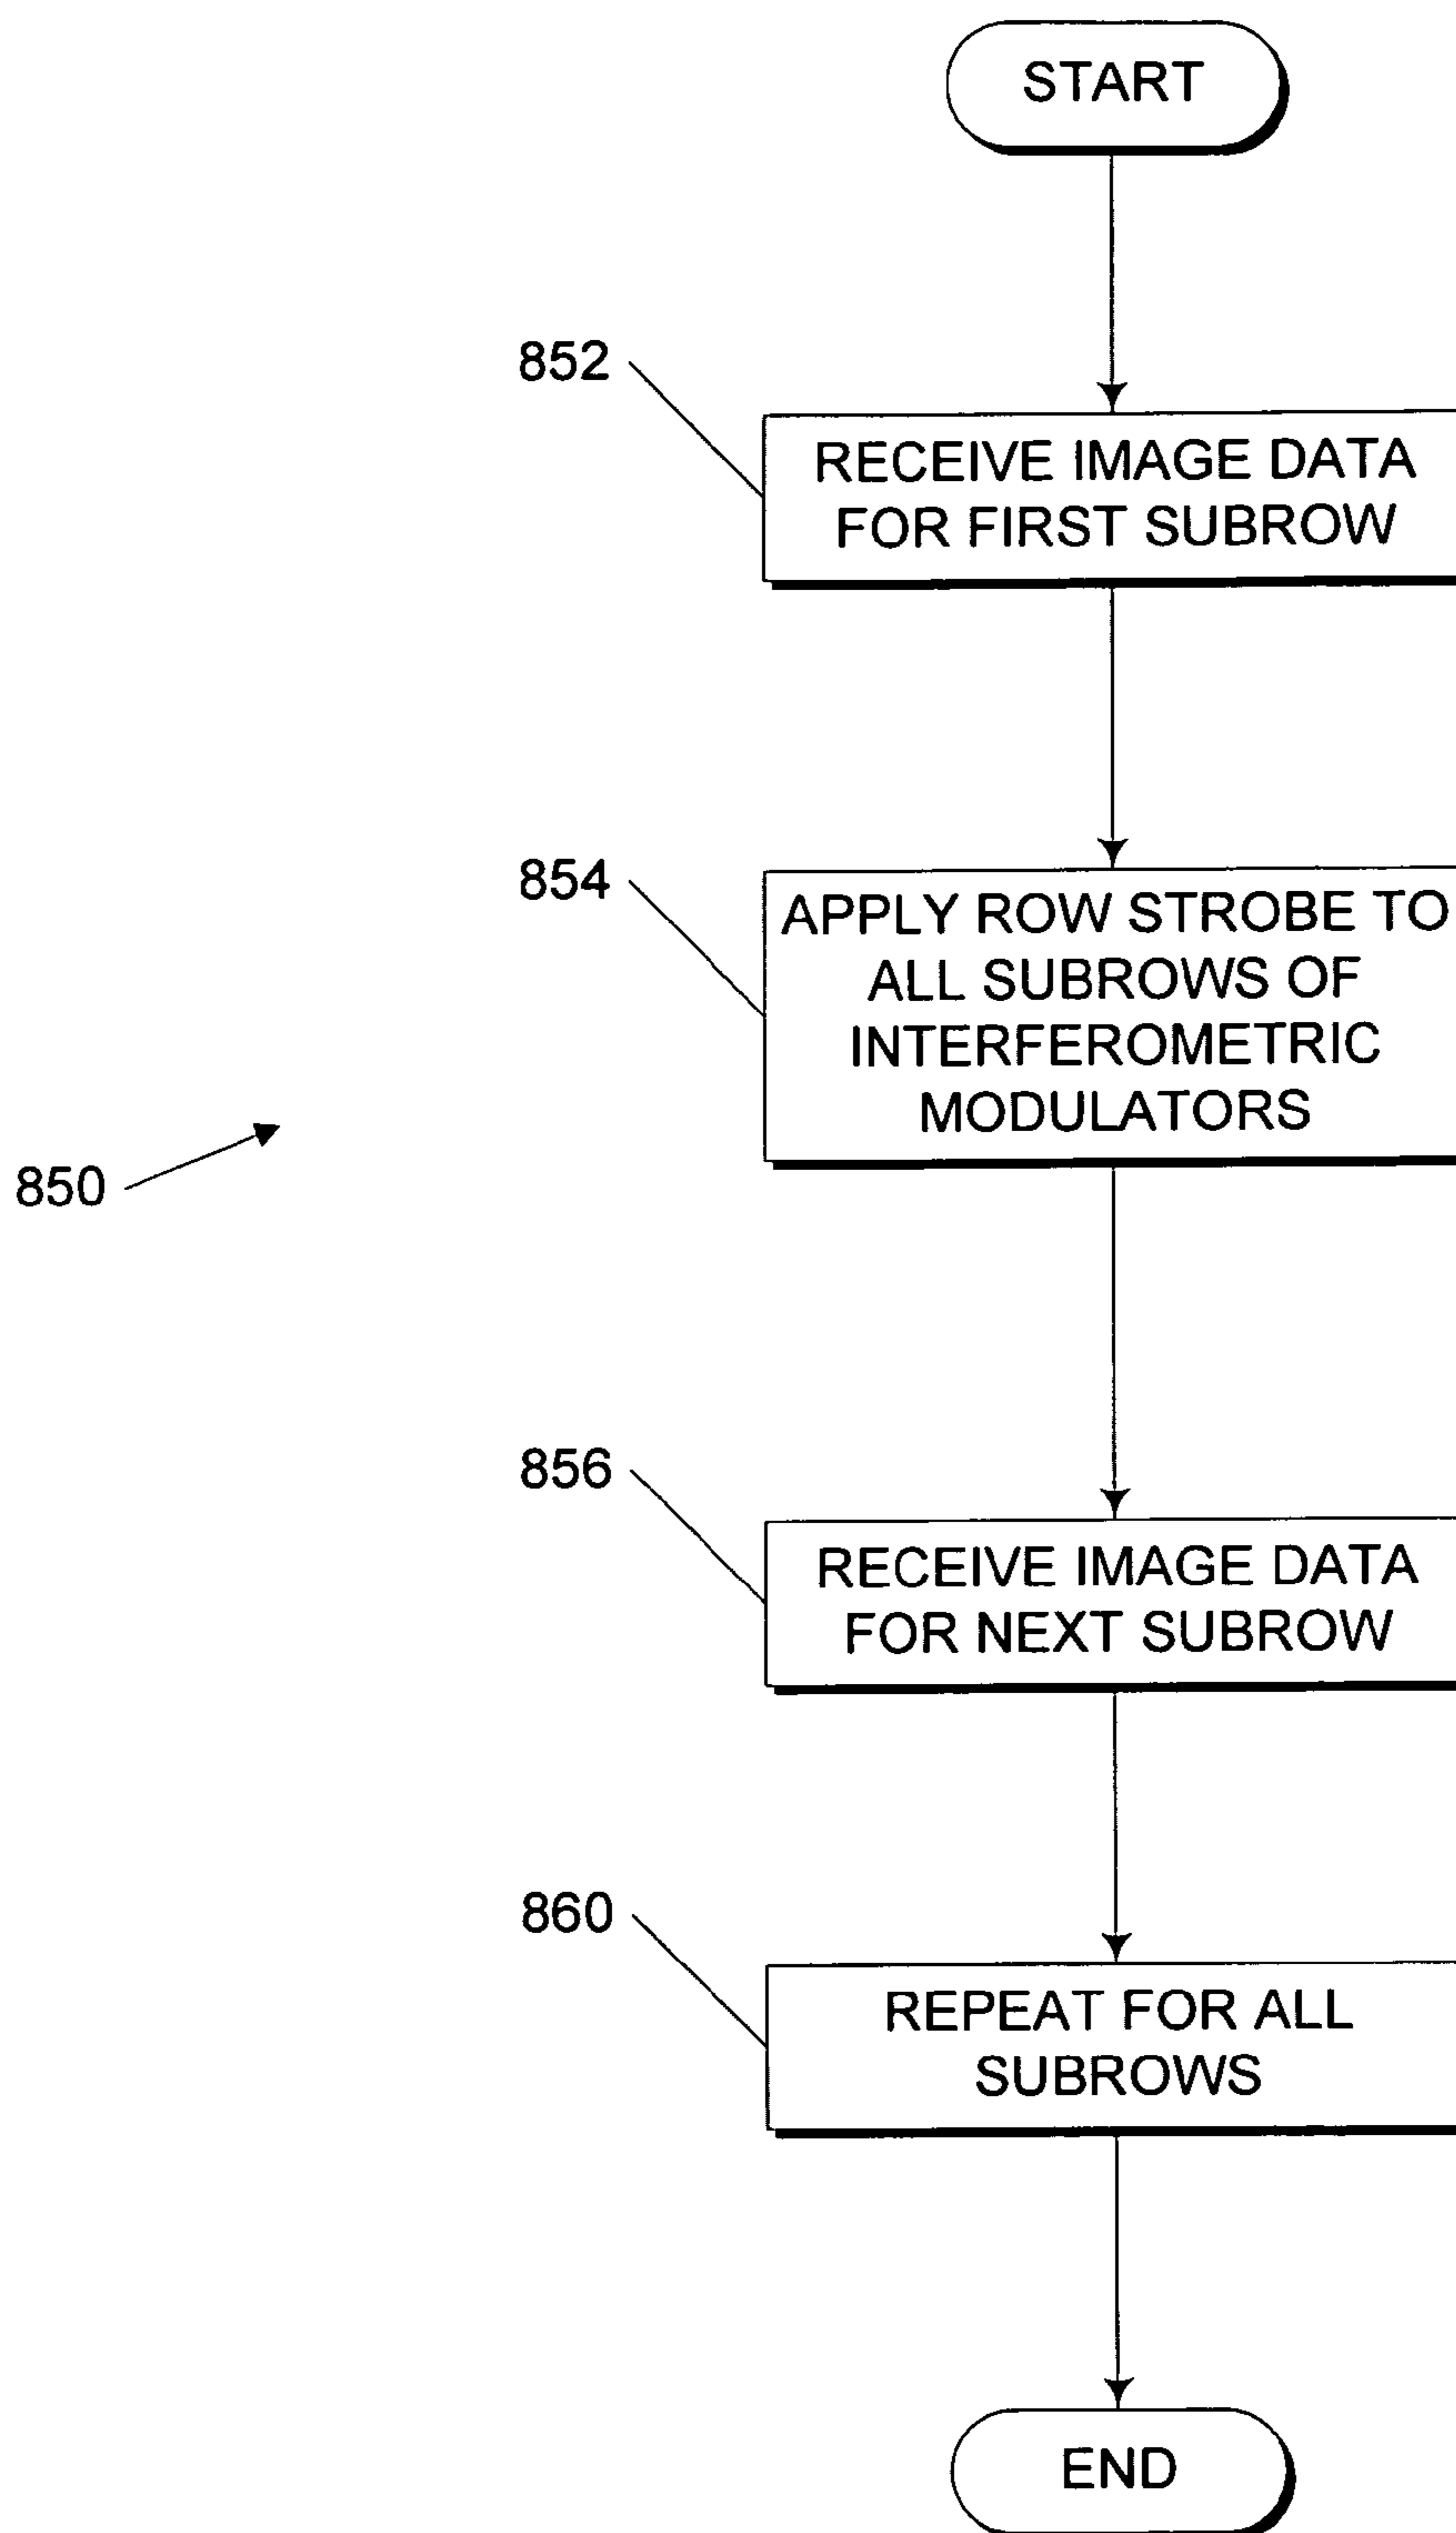 START
852
RECEIVE IMAGE DATA
FOR FIRST SUBROW
854
APPLY ROW STROBE TO
ALL SUBROWS OF
INTERFEROMETRIC
MODULATORS
850
856
RECEIVE IMAGE DATA
FOR NEXT SUBROW
860
REPEAT FOR ALL
SUBROWS
END